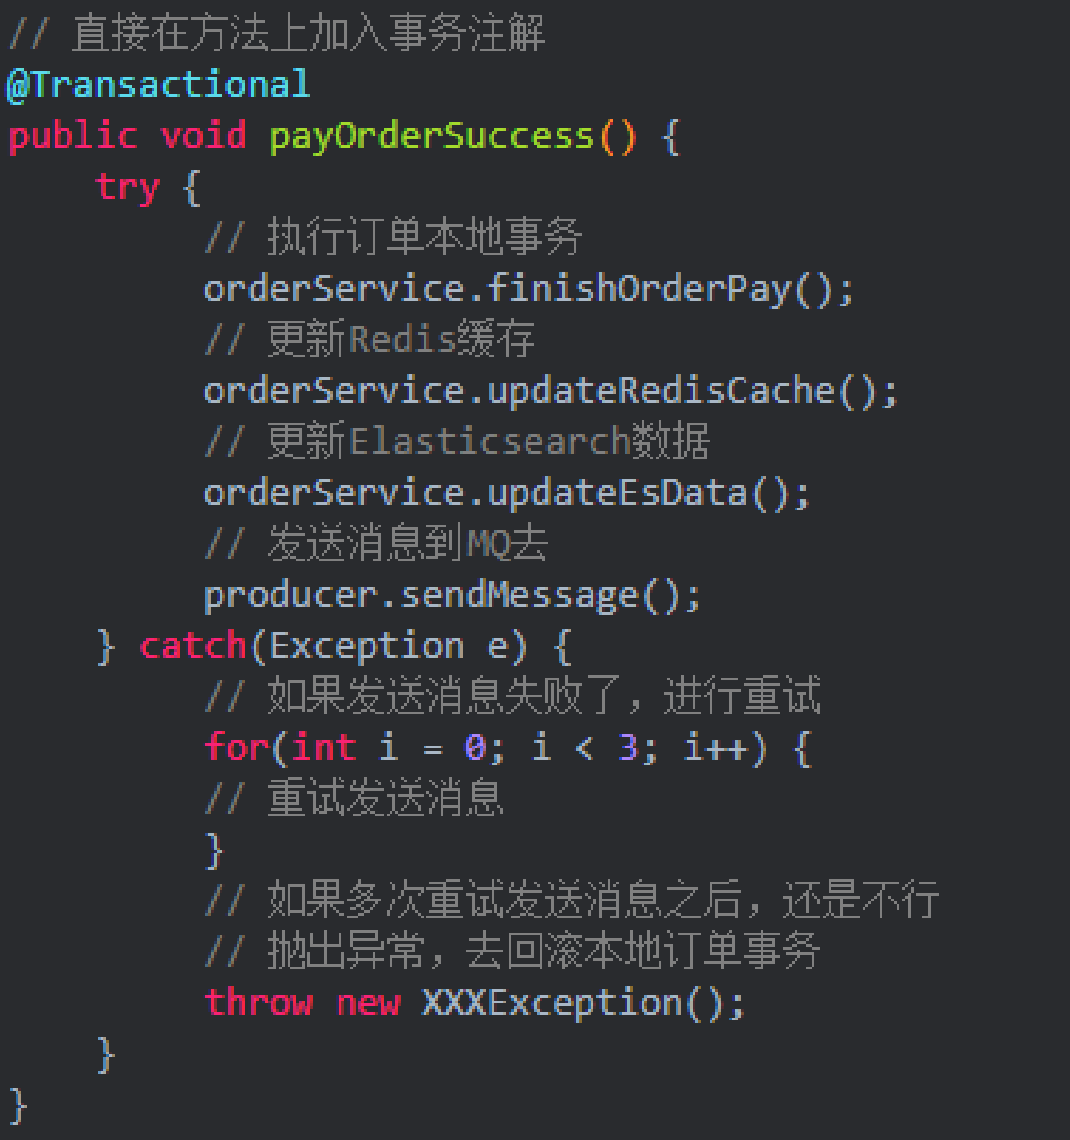 // 直接在方法上加入事务注解
@Transactional
public void payOrderSuccess() {
    try {
         // 执行订单本地事务
         orderService.finishOrderPay();
         // 更新Redis缓存
         orderService.updateRedisCache();
         // 更新Elasticsearch数据
         orderService.updateEsData();
         // 发送消息到MQ去
         producer.sendMessage();
    } catch(Exception e) {
         // 如果发送消息失败了，进行重试
         for(int i = 0; i < 3; i++) {
         // 重试发送消息
         }
         // 如果多次重试发送消息之后，还是不行
         // 抛出异常，去回滚本地订单事务
         throw new XXXException();
    }
}